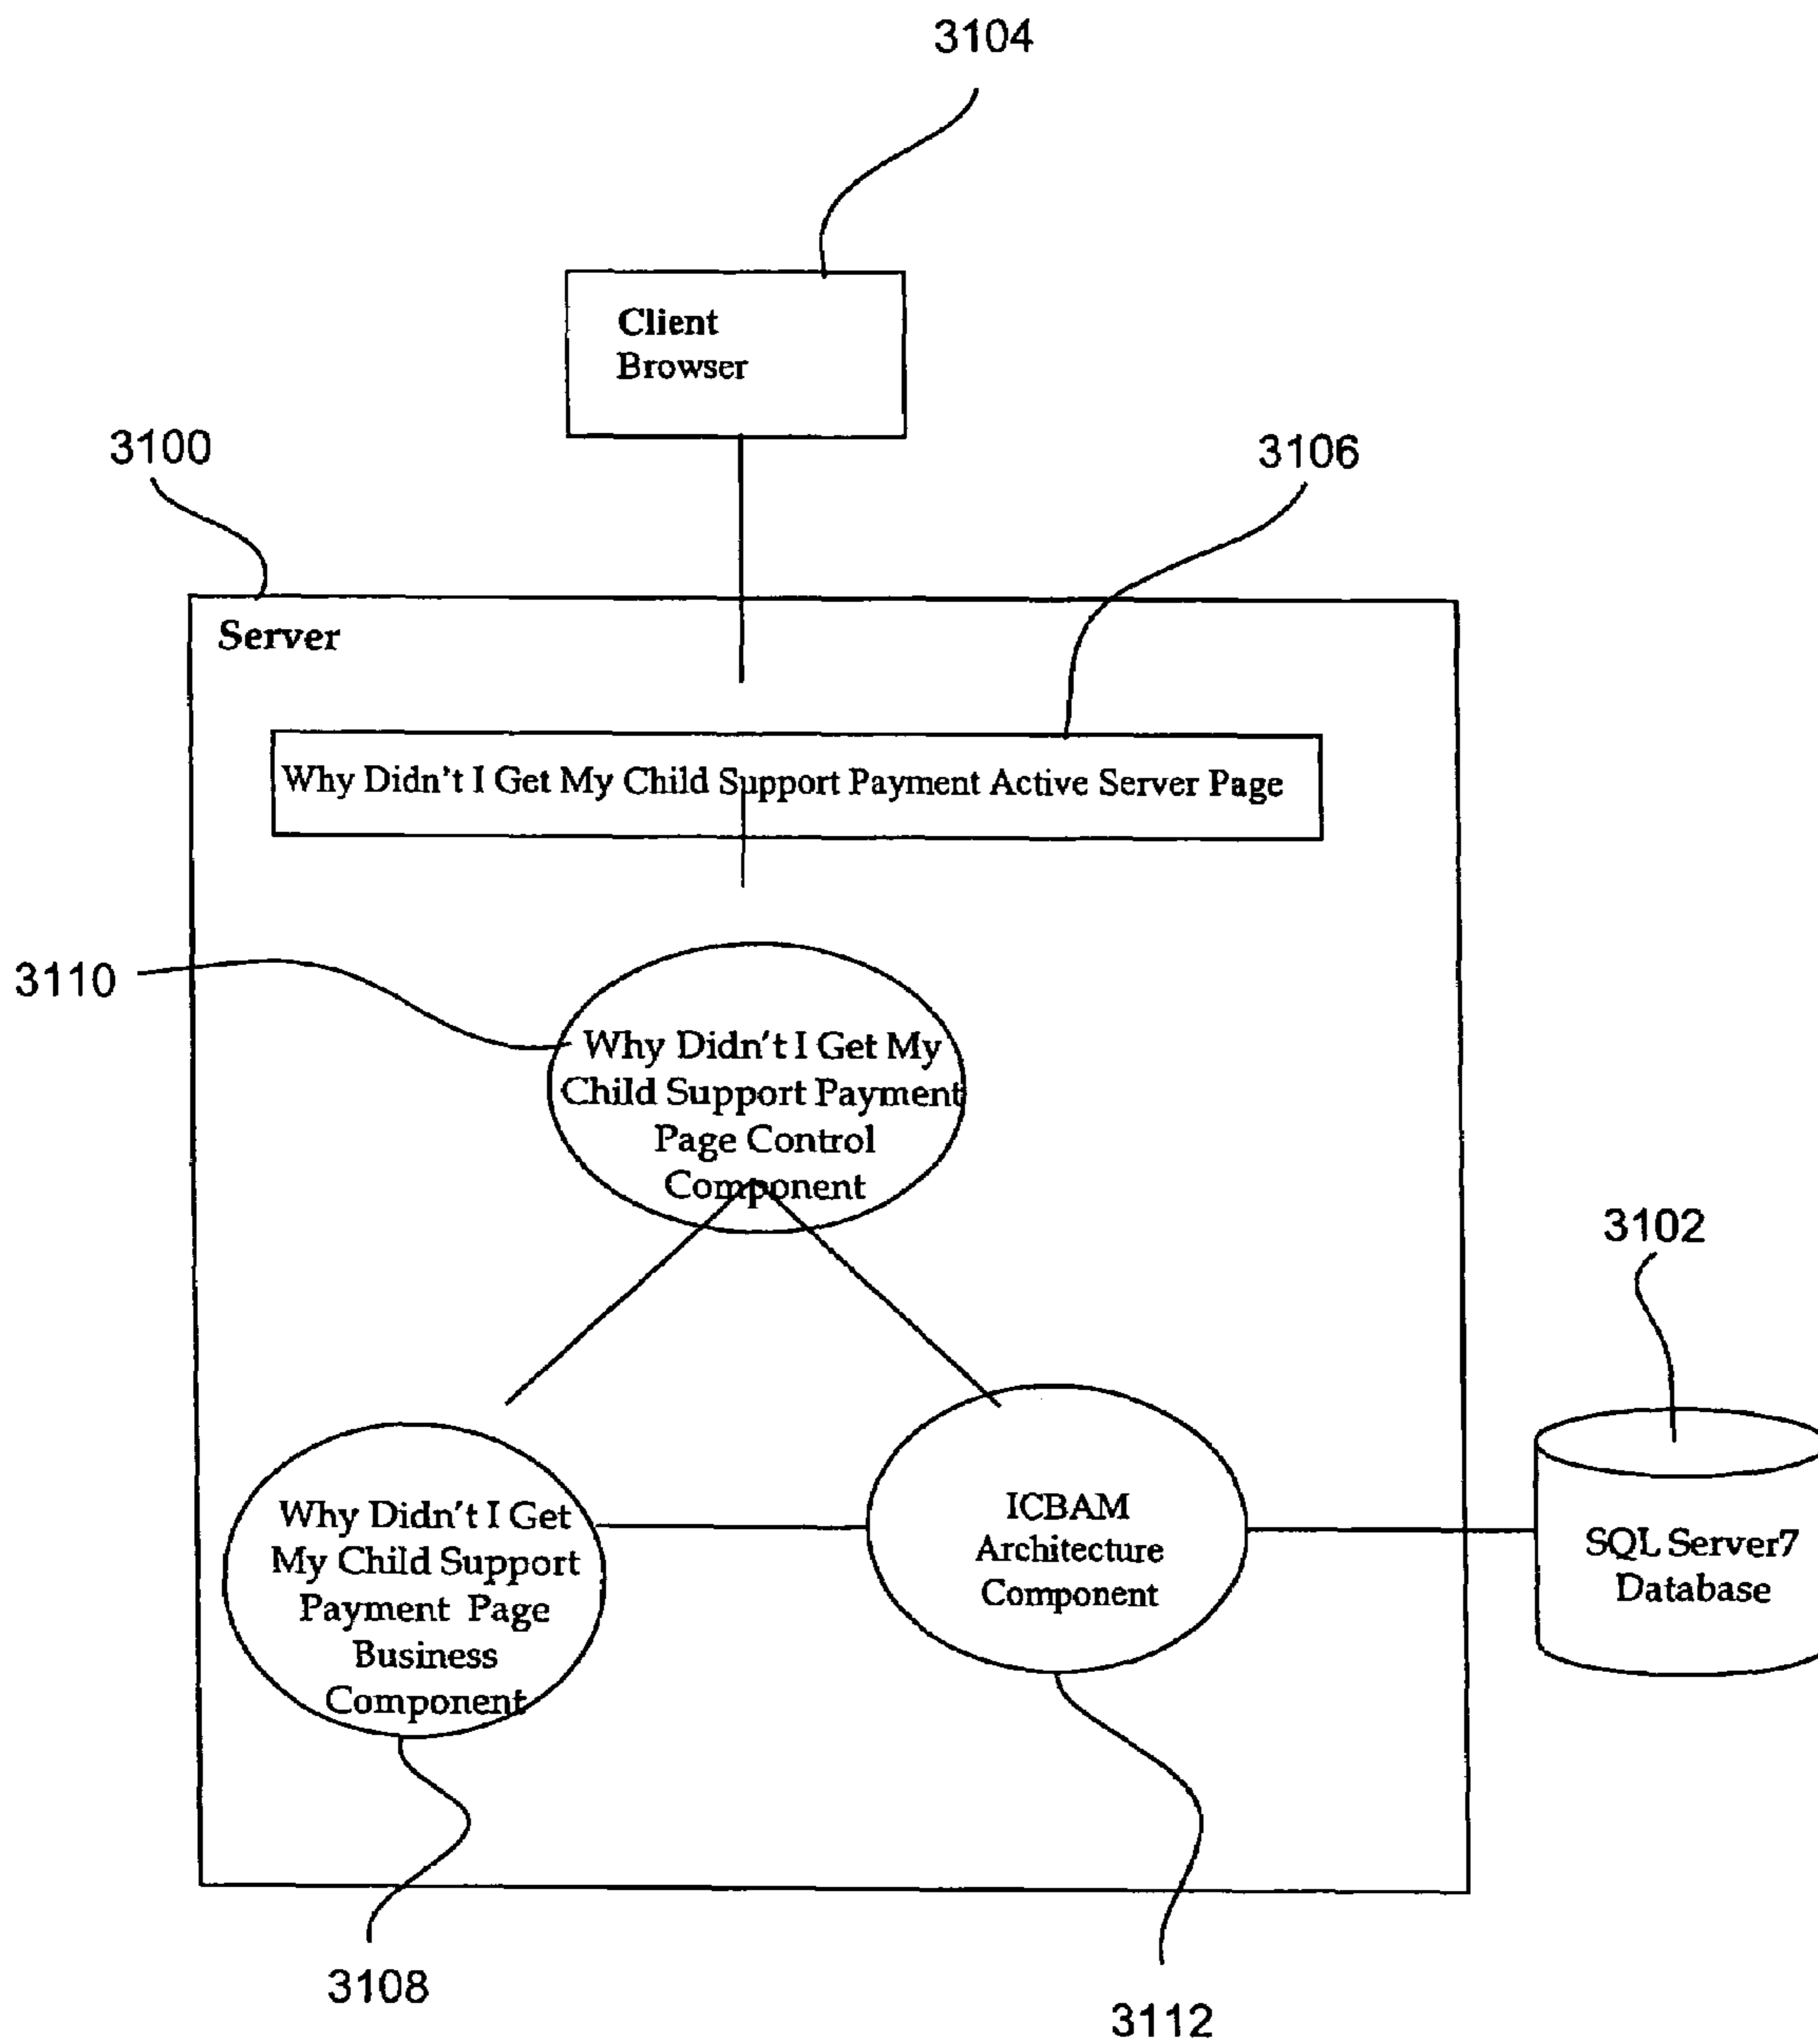 3104
Client
Browser
3100
3106
Server
Why Didn't I Get My Child Support Payment Active Server Page
3110
Why Didn't I Get My
Child Support Payment
Page Control
Component
3102
Why Didn't I Get
My Child Support
Payment Page
Business
Component
ICBAM
Architecture
Component
SQL Server7
Database
3108
3112